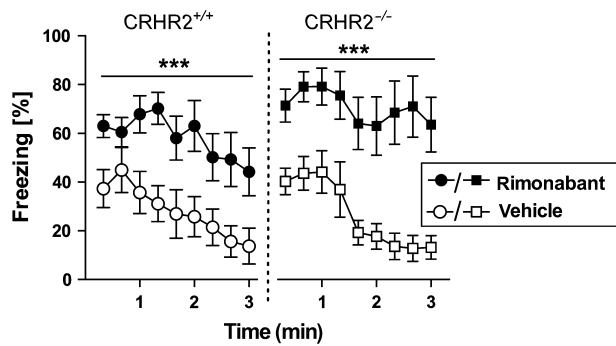 CRHR2+/+ CRHR2−/−
*** ***
Freezing [%]
100
80
60
40
20
0
1 2 3 1 2 3
Time (min)
Rimonabant
Vehicle